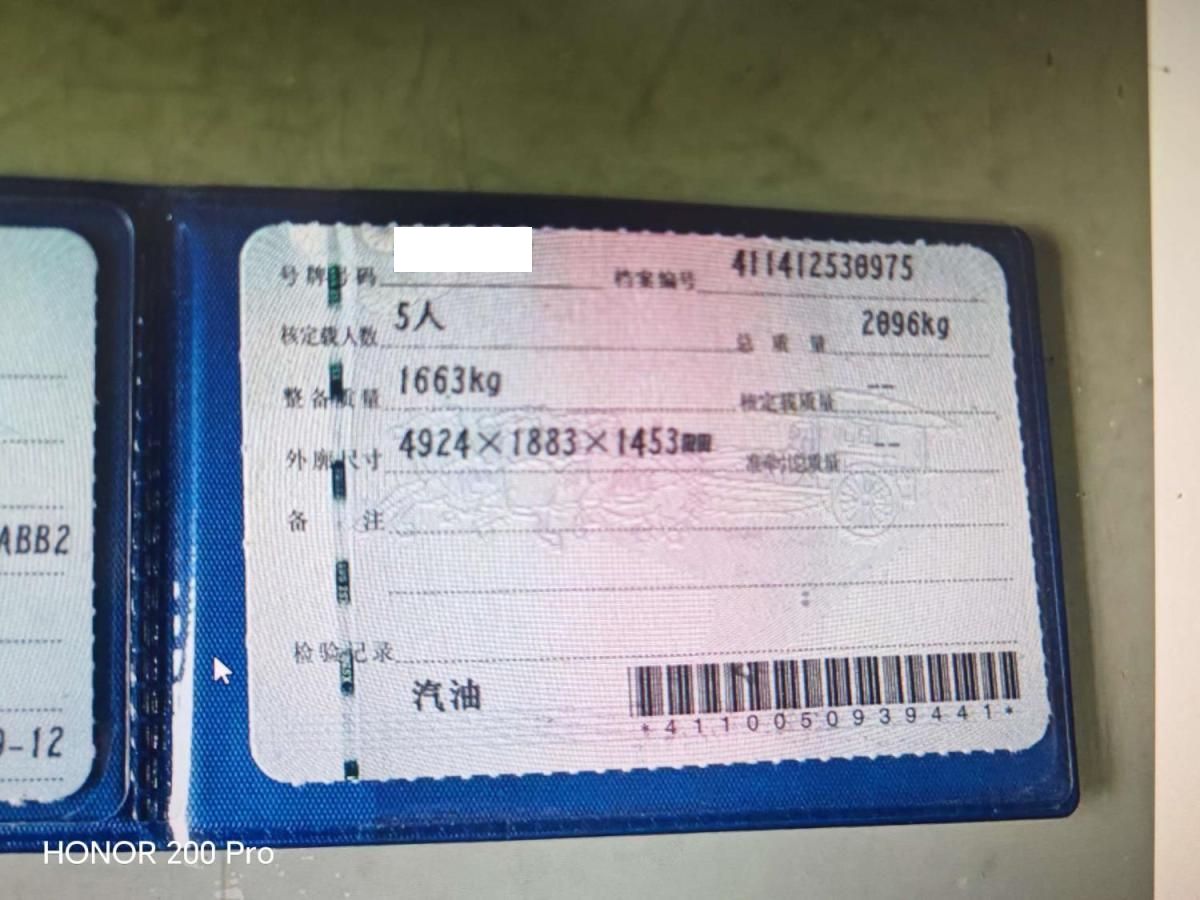 号牌号码
档案编号 411412530975
核定载人数 5人 总质量 2096kg
整备质量 1663kg 核定载质量 --
外廓尺寸 4924×1883×1453mm 准牵引总质量 --
备注
ABB2
检验记录
汽油
9-12
*4110050939441*
HONOR 200 Pro